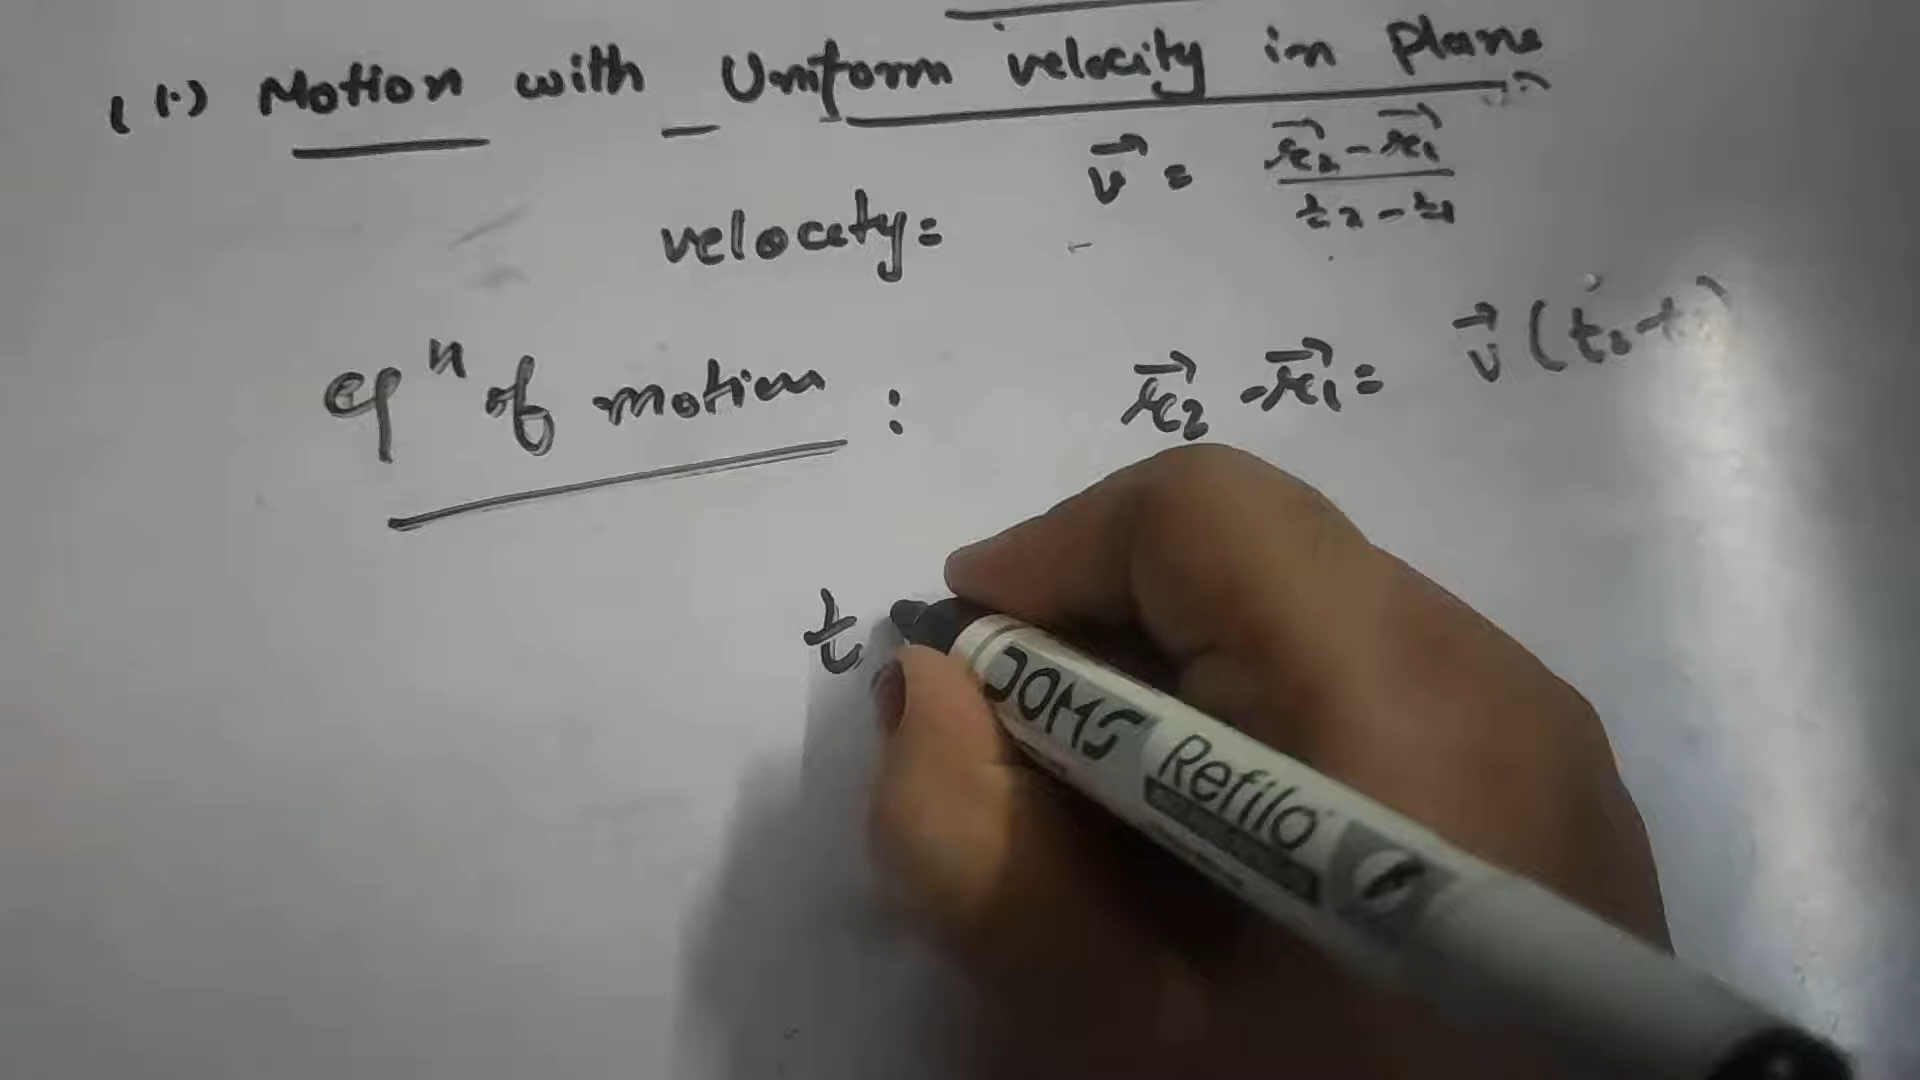 (1.) Motion with Uniform velocity in plane
velocety= v⃗ = (r⃗2 - r⃗1)/(t2 - t1)
eqⁿ of motion : r⃗2 - r⃗1 = v⃗ (t2-t1)
t
DOMS Refilo